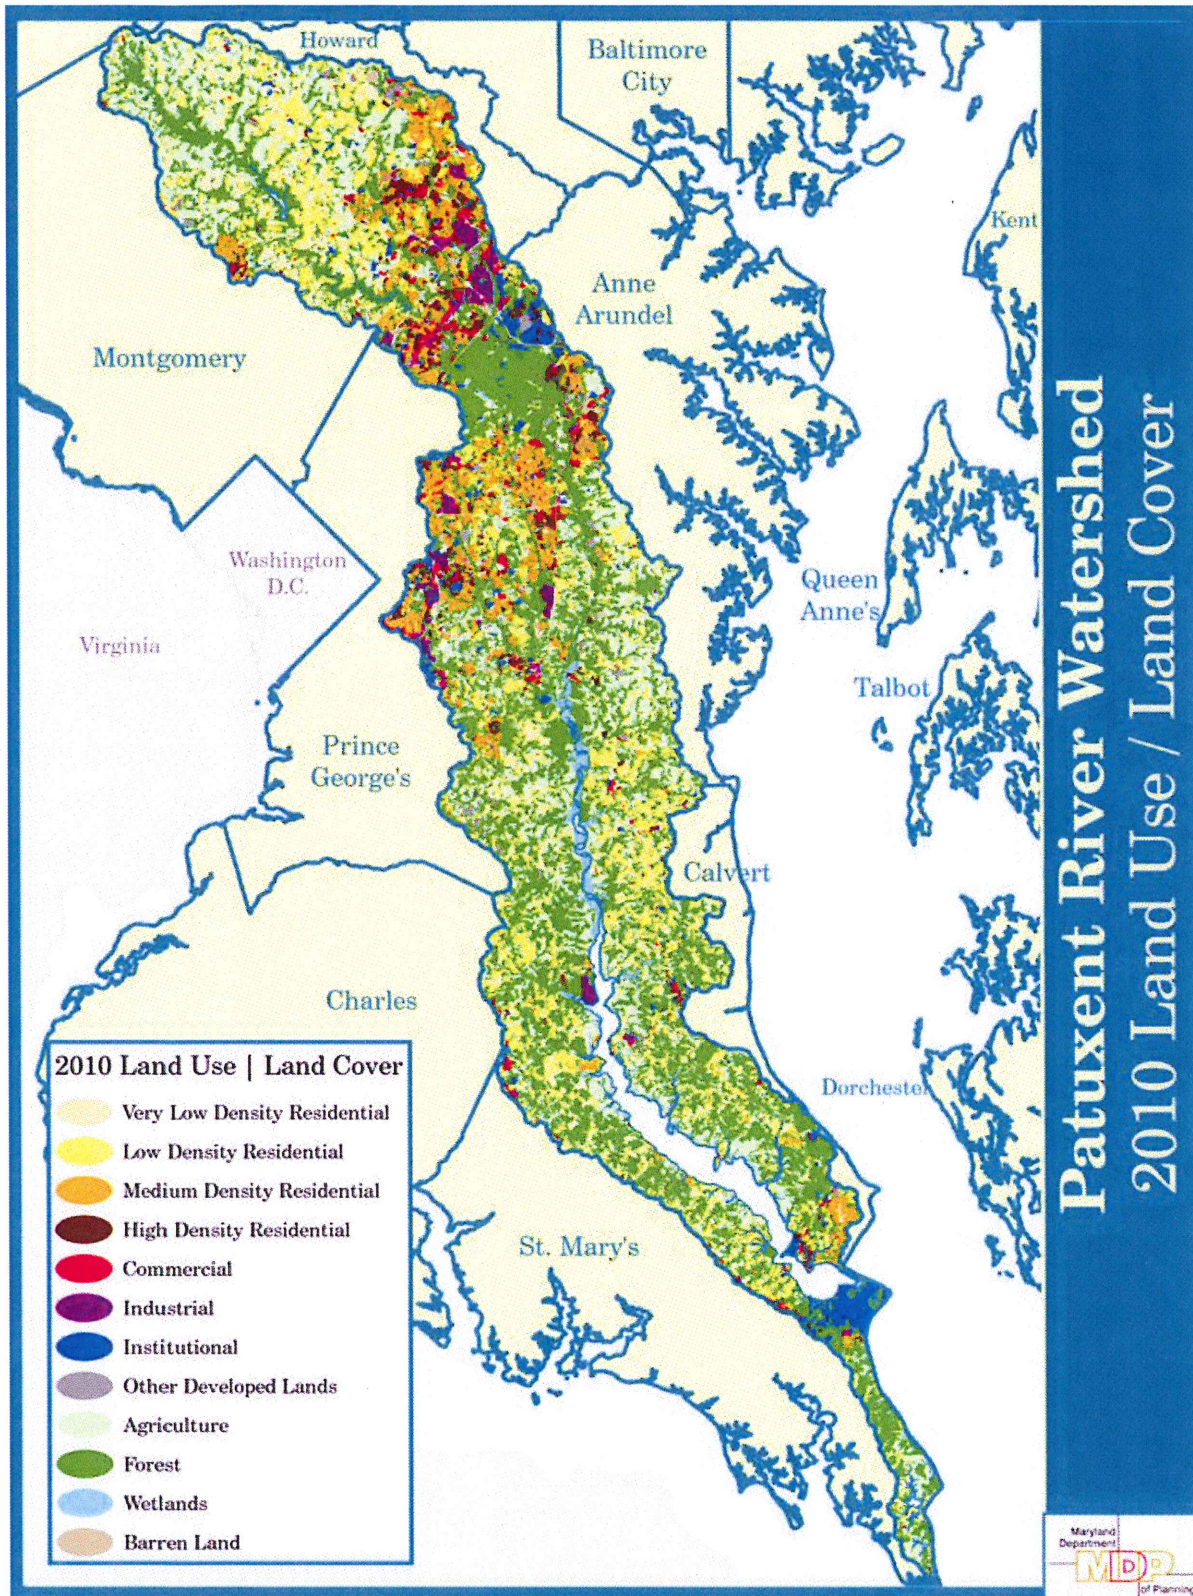 Howard
Baltimore
City
Kent
Anne
Arundel
Montgomery
Washington
D.C.
Queen
Anne's
Virginia
Talbot
Prince
George's
Calvert
Charles
Dorchester
St. Mary's
2010 Land Use | Land Cover
Very Low Density Residential
Low Density Residential
Medium Density Residential
High Density Residential
Commercial
Industrial
Institutional
Other Developed Lands
Agriculture
Forest
Wetlands
Barren Land
Patuxent River Watershed
2010 Land Use / Land Cover
Maryland
Department
MDP
of Planning